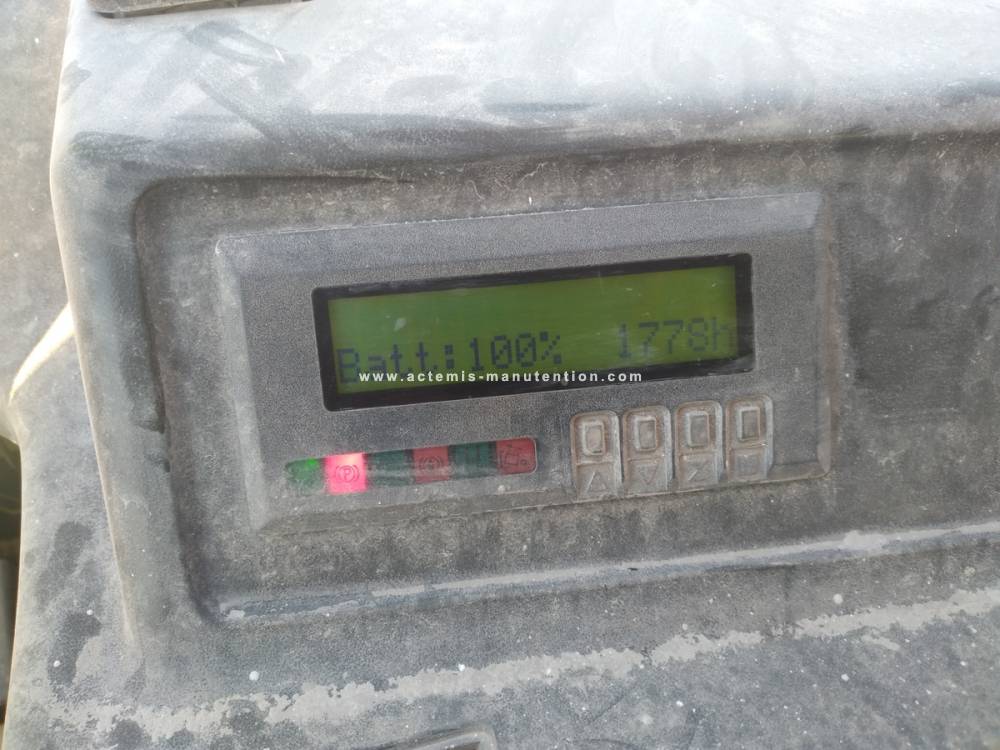 Batt:100% 1778h
www.actemis-manutention.com
P